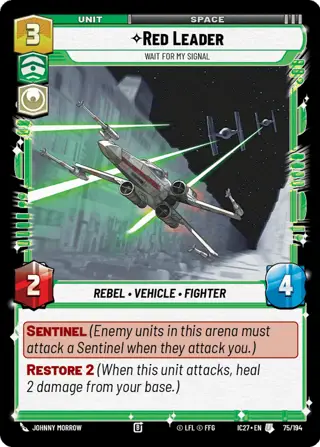 UNIT
SPACE
3
RED LEADER
WAIT FOR MY SIGNAL
2
4
REBEL • VEHICLE • FIGHTER
SENTINEL (Enemy units in this arena must
attack a Sentinel when they attack you.)
RESTORE 2 (When this unit attacks, heal
2 damage from your base.)
JOHNNY MORROW
© LFL © FFG
IC27 • EN
75/194